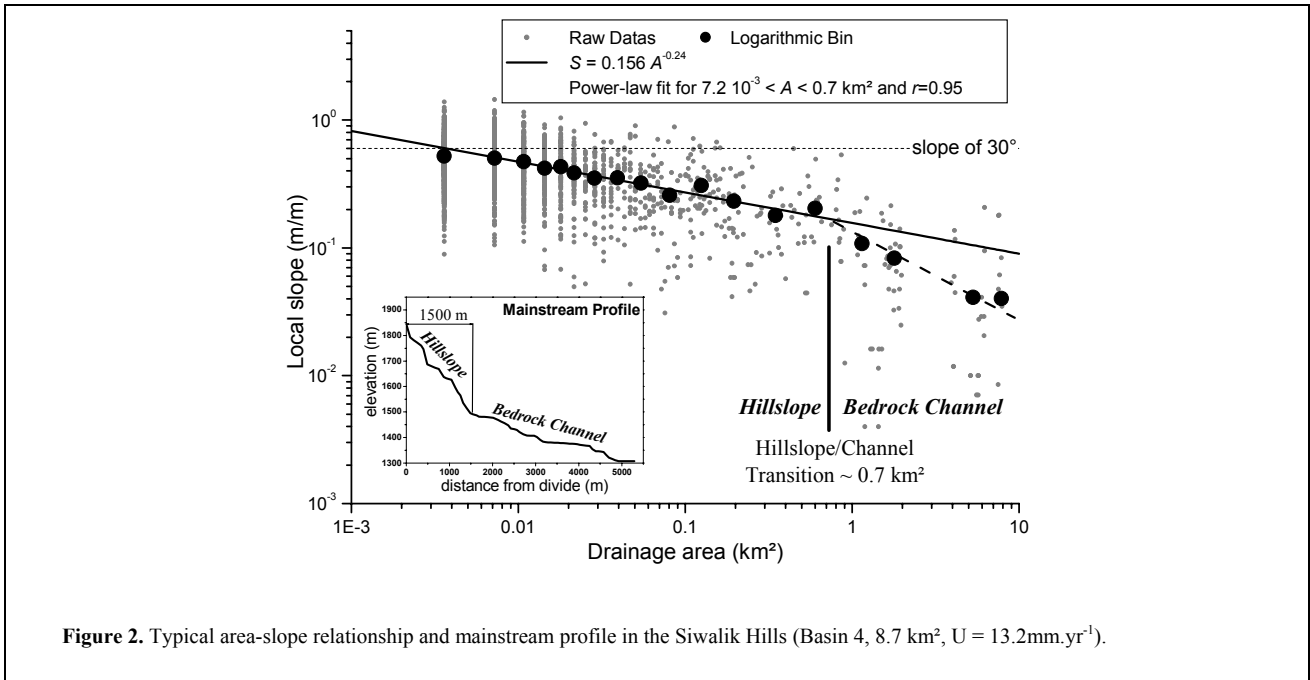 Raw Datas Logarithmic Bin
S = 0.156 A^-0.24
Power-law fit for 7.2 10^-3 < A < 0.7 km² and r=0.95
10^0
10^-1
10^-2
10^-3
Local slope (m/m)
slope of 30°
1500 m
Mainstream Profile
Hillslope
Bedrock Channel
1900
1800
1700
1600
1500
1400
1300
elevation (m)
0 1000 2000 3000 4000 5000
distance from divide (m)
Hillslope Bedrock Channel
Hillslope/Channel
Transition ~ 0.7 km²
1E-3 0.01 0.1 1 10
Drainage area (km²)
Figure 2. Typical area-slope relationship and mainstream profile in the Siwalik Hills (Basin 4, 8.7 km², U = 13.2mm.yr^-1).